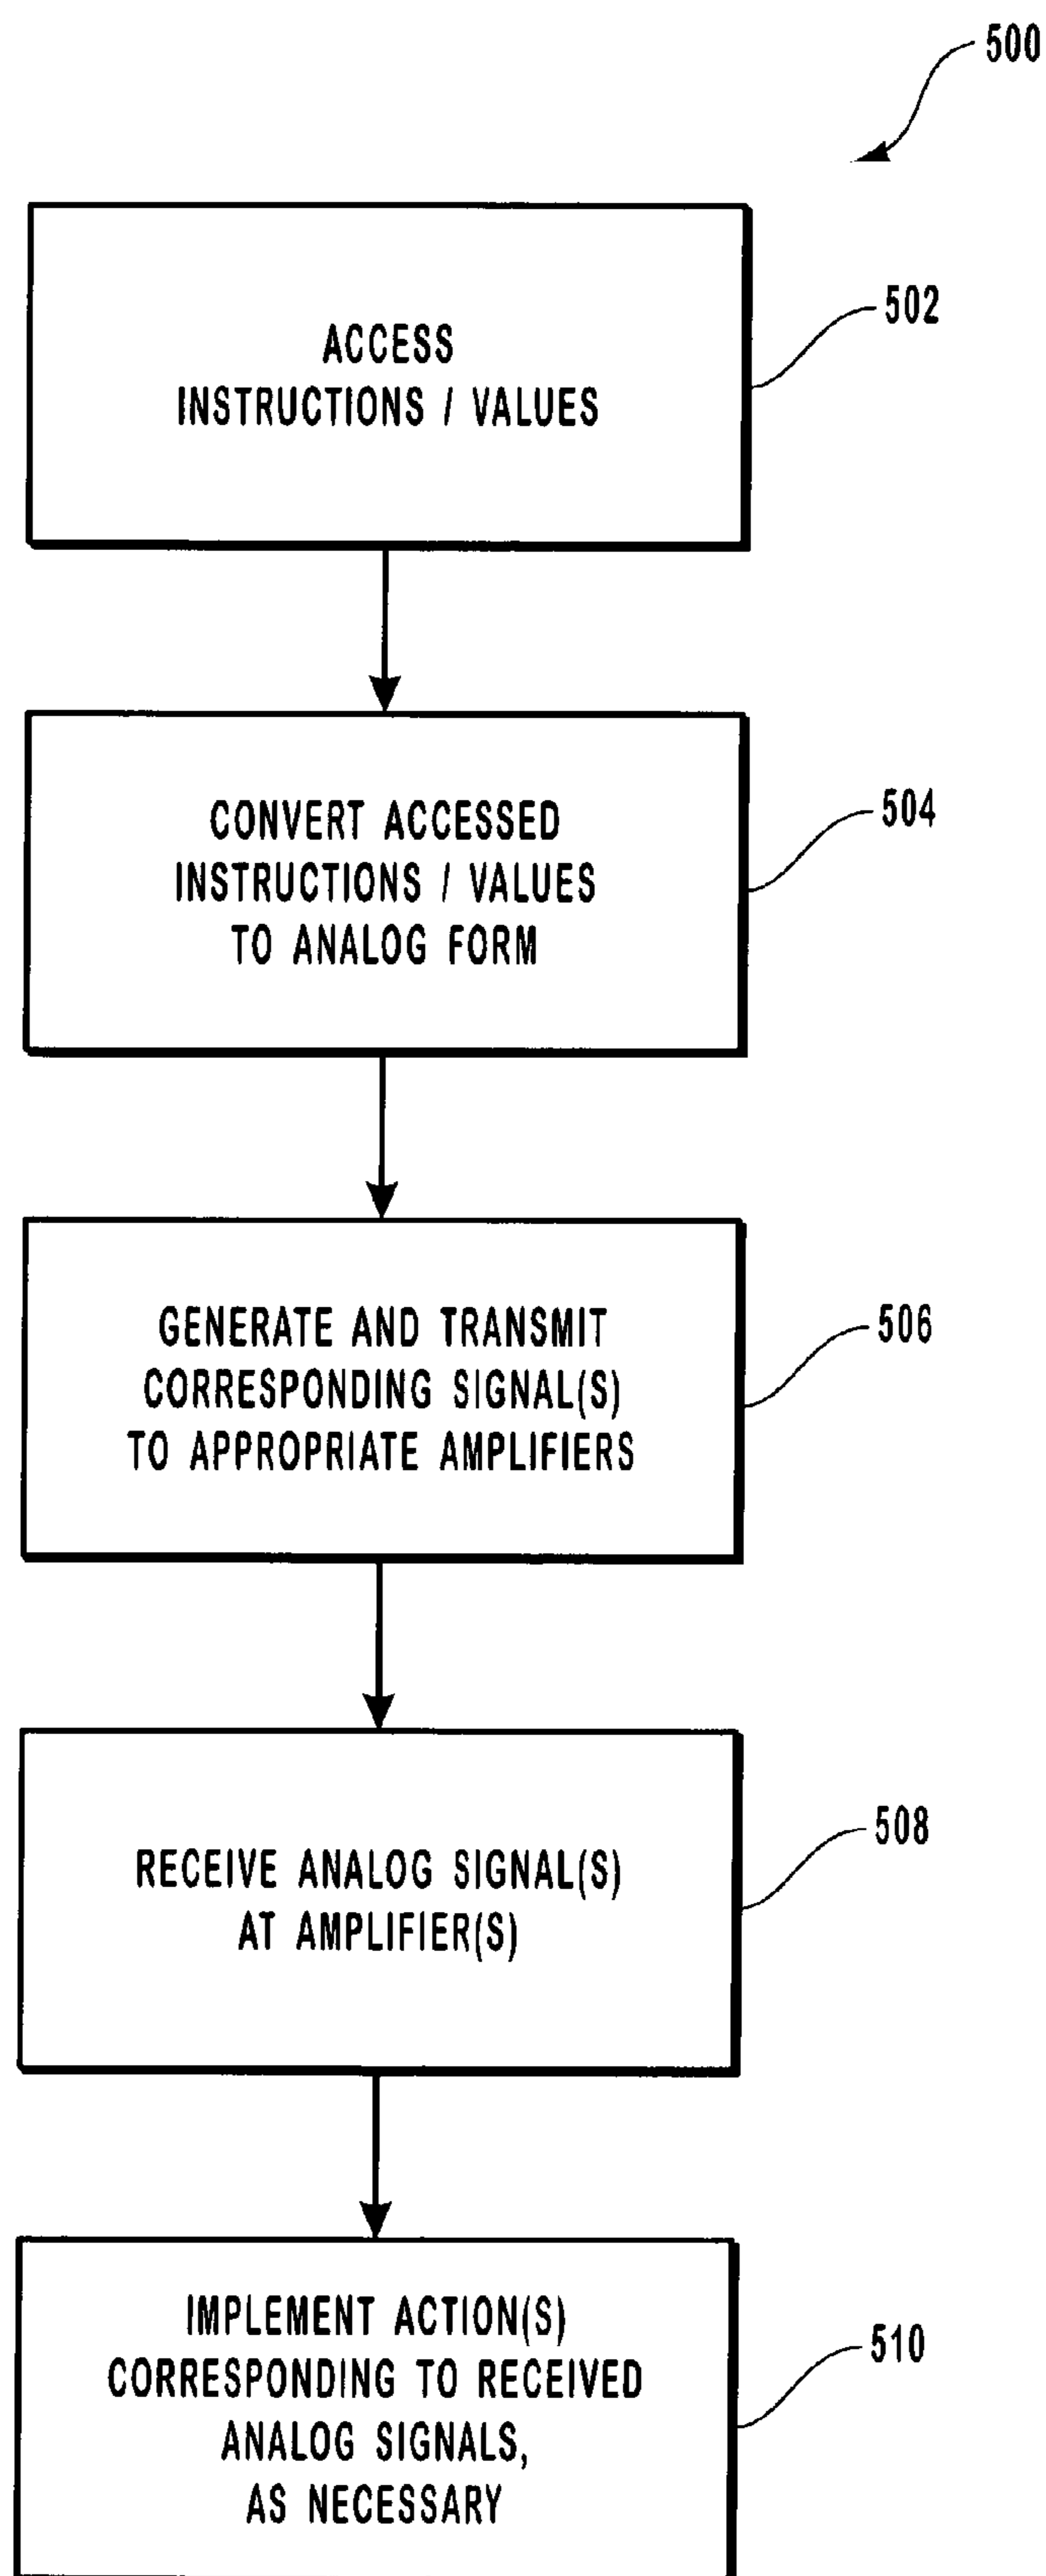 500
ACCESS
INSTRUCTIONS / VALUES
502
CONVERT ACCESSED
INSTRUCTIONS / VALUES
TO ANALOG FORM
504
GENERATE AND TRANSMIT
CORRESPONDING SIGNAL(S)
TO APPROPRIATE AMPLIFIERS
506
RECEIVE ANALOG SIGNAL(S)
AT AMPLIFIER(S)
508
IMPLEMENT ACTION(S)
CORRESPONDING TO RECEIVED
ANALOG SIGNALS,
AS NECESSARY
510